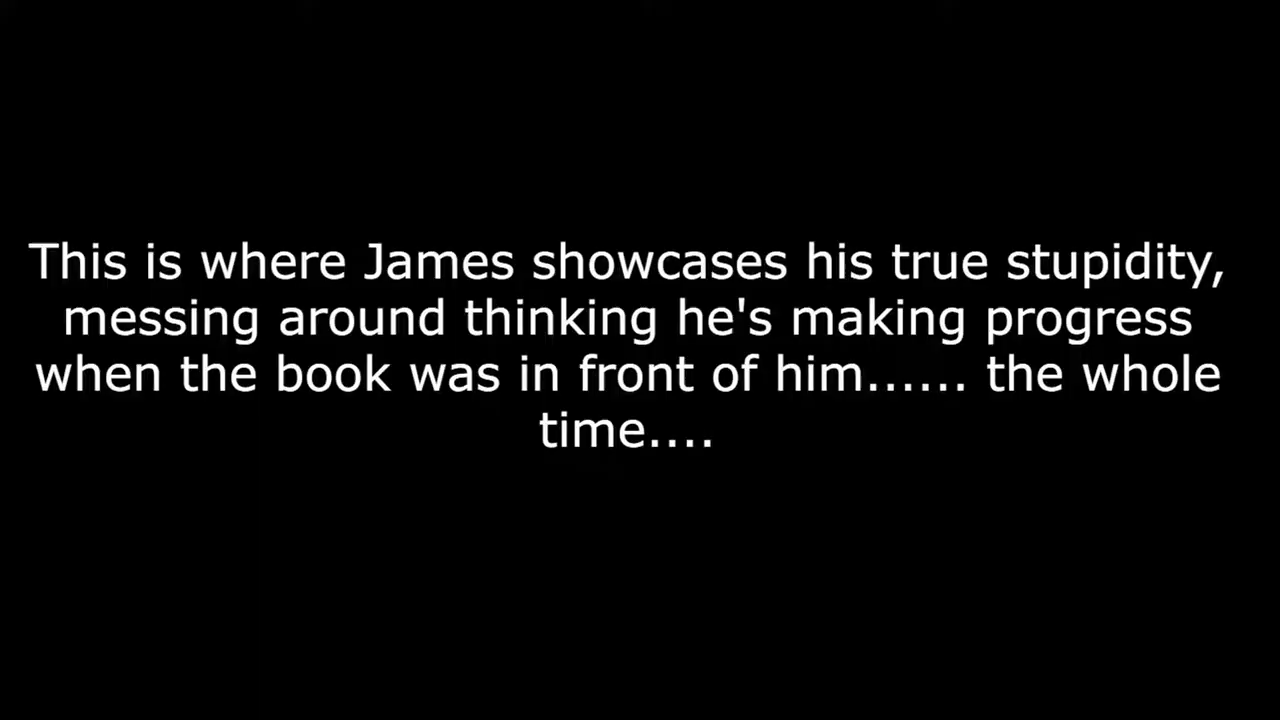 This is where James showcases his true stupidity,
messing around thinking he's making progress
when the book was in front of him...... the whole
time....